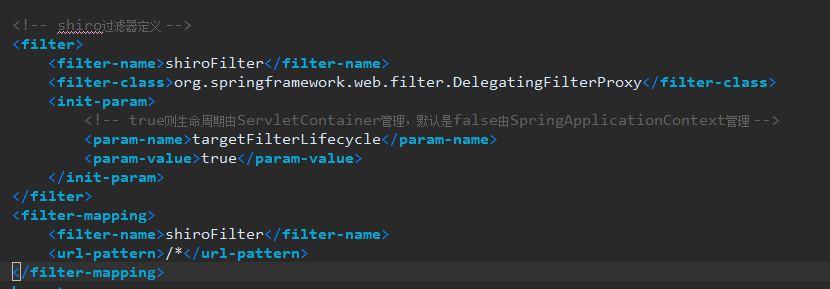 <!-- shiro过滤器定义 -->
<filter>
<filter-name>shiroFilter</filter-name>
<filter-class>org.springframework.web.filter.DelegatingFilterProxy</filter-class>
<init-param>
<!-- true则生命周期由ServletContainer管理，默认是false由SpringApplicationContext管理 -->
<param-name>targetFilterLifecycle</param-name>
<param-value>true</param-value>
</init-param>
</filter>
<filter-mapping>
<filter-name>shiroFilter</filter-name>
<url-pattern>/*</url-pattern>
</filter-mapping>